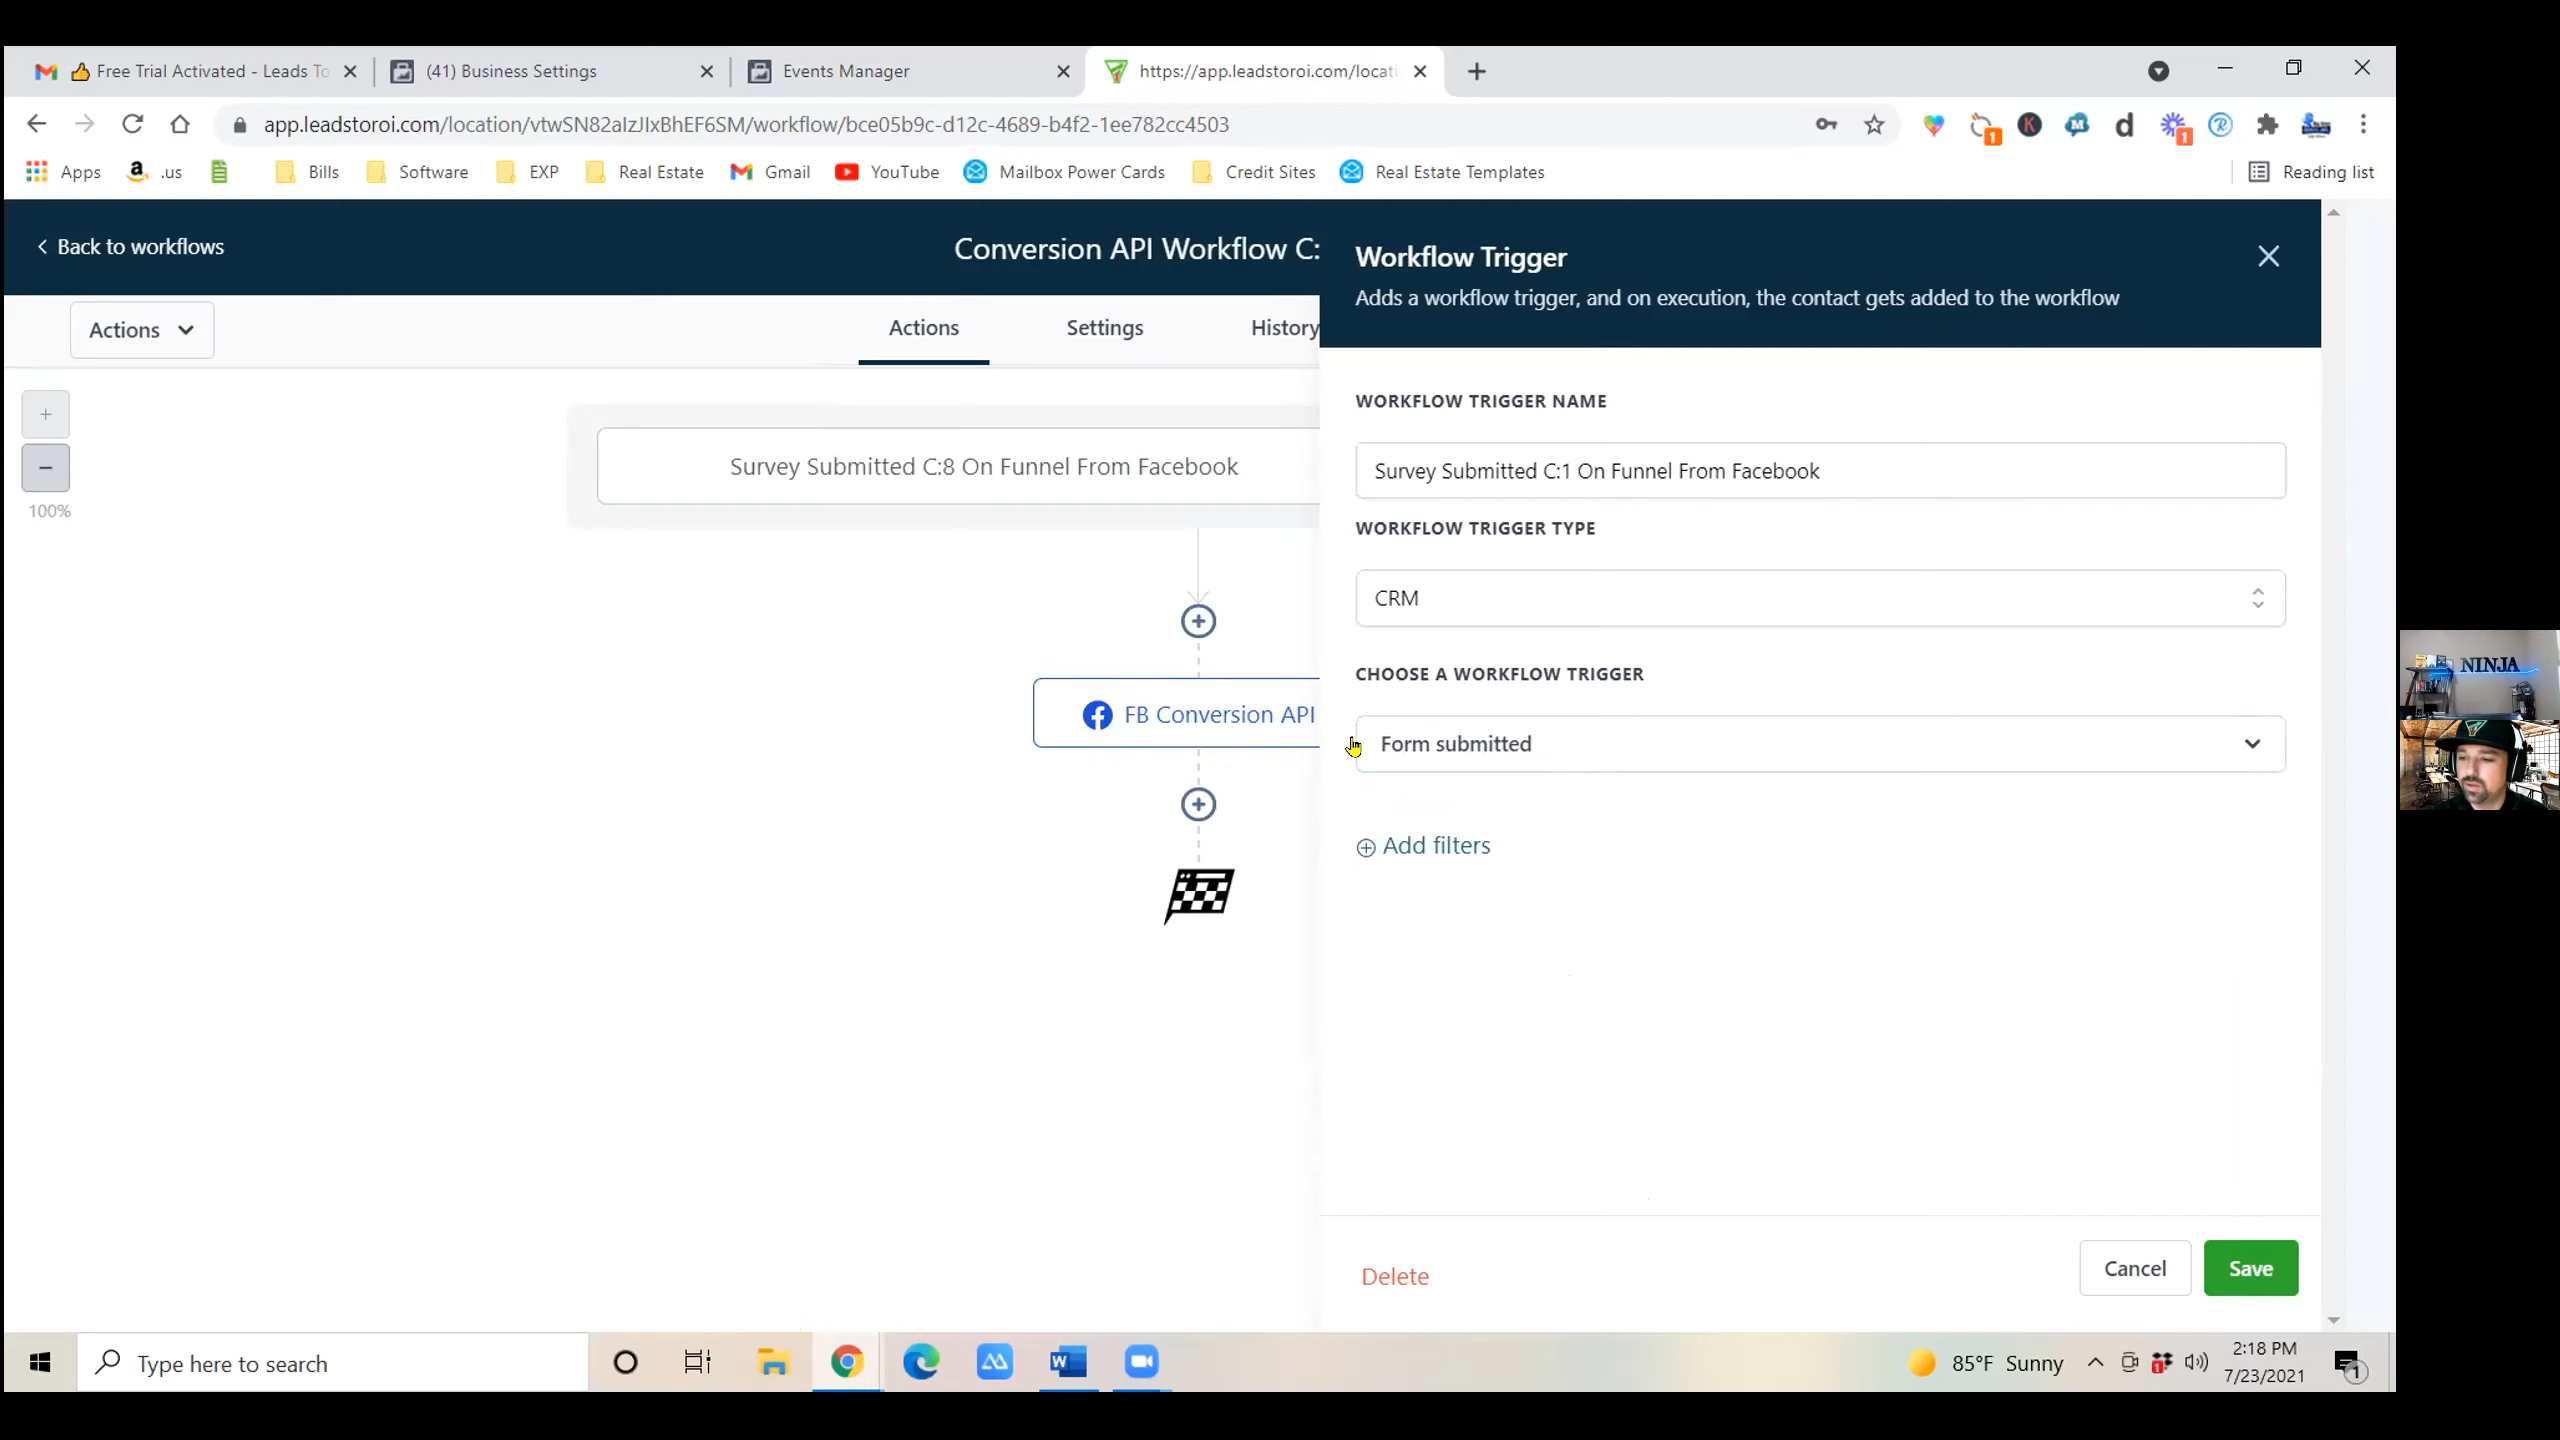 👍 Free Trial Activated - Leads To
(41) Business Settings
Events Manager
https://app.leadstoroi.com/locati
app.leadstoroi.com/location/vtwSN82aIzJIxBhEF6SM/workflow/bce05b9c-d12c-4689-b4f2-1ee782cc4503
Apps
.us
Bills
Software
EXP
Real Estate
Gmail
YouTube
Mailbox Power Cards
Credit Sites
Real Estate Templates
Reading list
Back to workflows
Conversion API Workflow C:
Actions
Actions
Settings
History
100%
Survey Submitted C:8 On Funnel From Facebook
FB Conversion API
Workflow Trigger
Adds a workflow trigger, and on execution, the contact gets added to the workflow
WORKFLOW TRIGGER NAME
Survey Submitted C:1 On Funnel From Facebook
WORKFLOW TRIGGER TYPE
CRM
CHOOSE A WORKFLOW TRIGGER
Form submitted
Add filters
Delete
Cancel
Save
NINJA
Type here to search
85°F Sunny
2:18 PM
7/23/2021
1